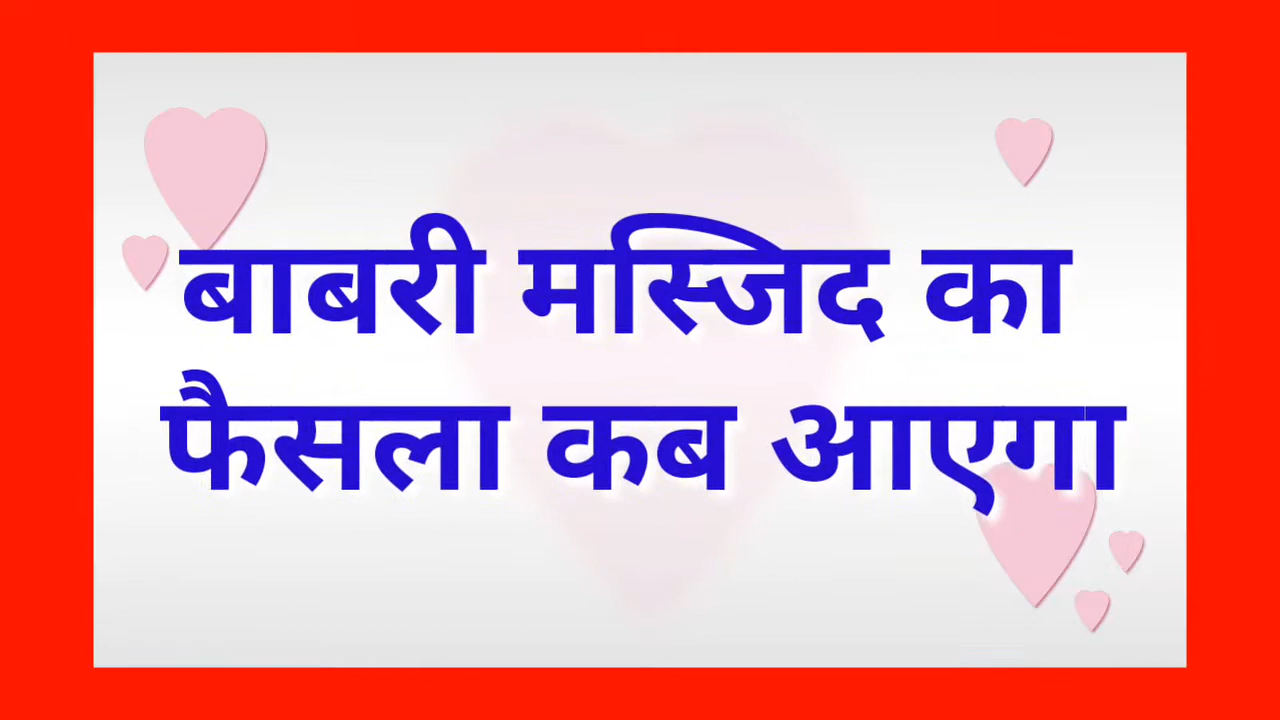 बाबरी मस्जिद का
फैसला कब आएगा